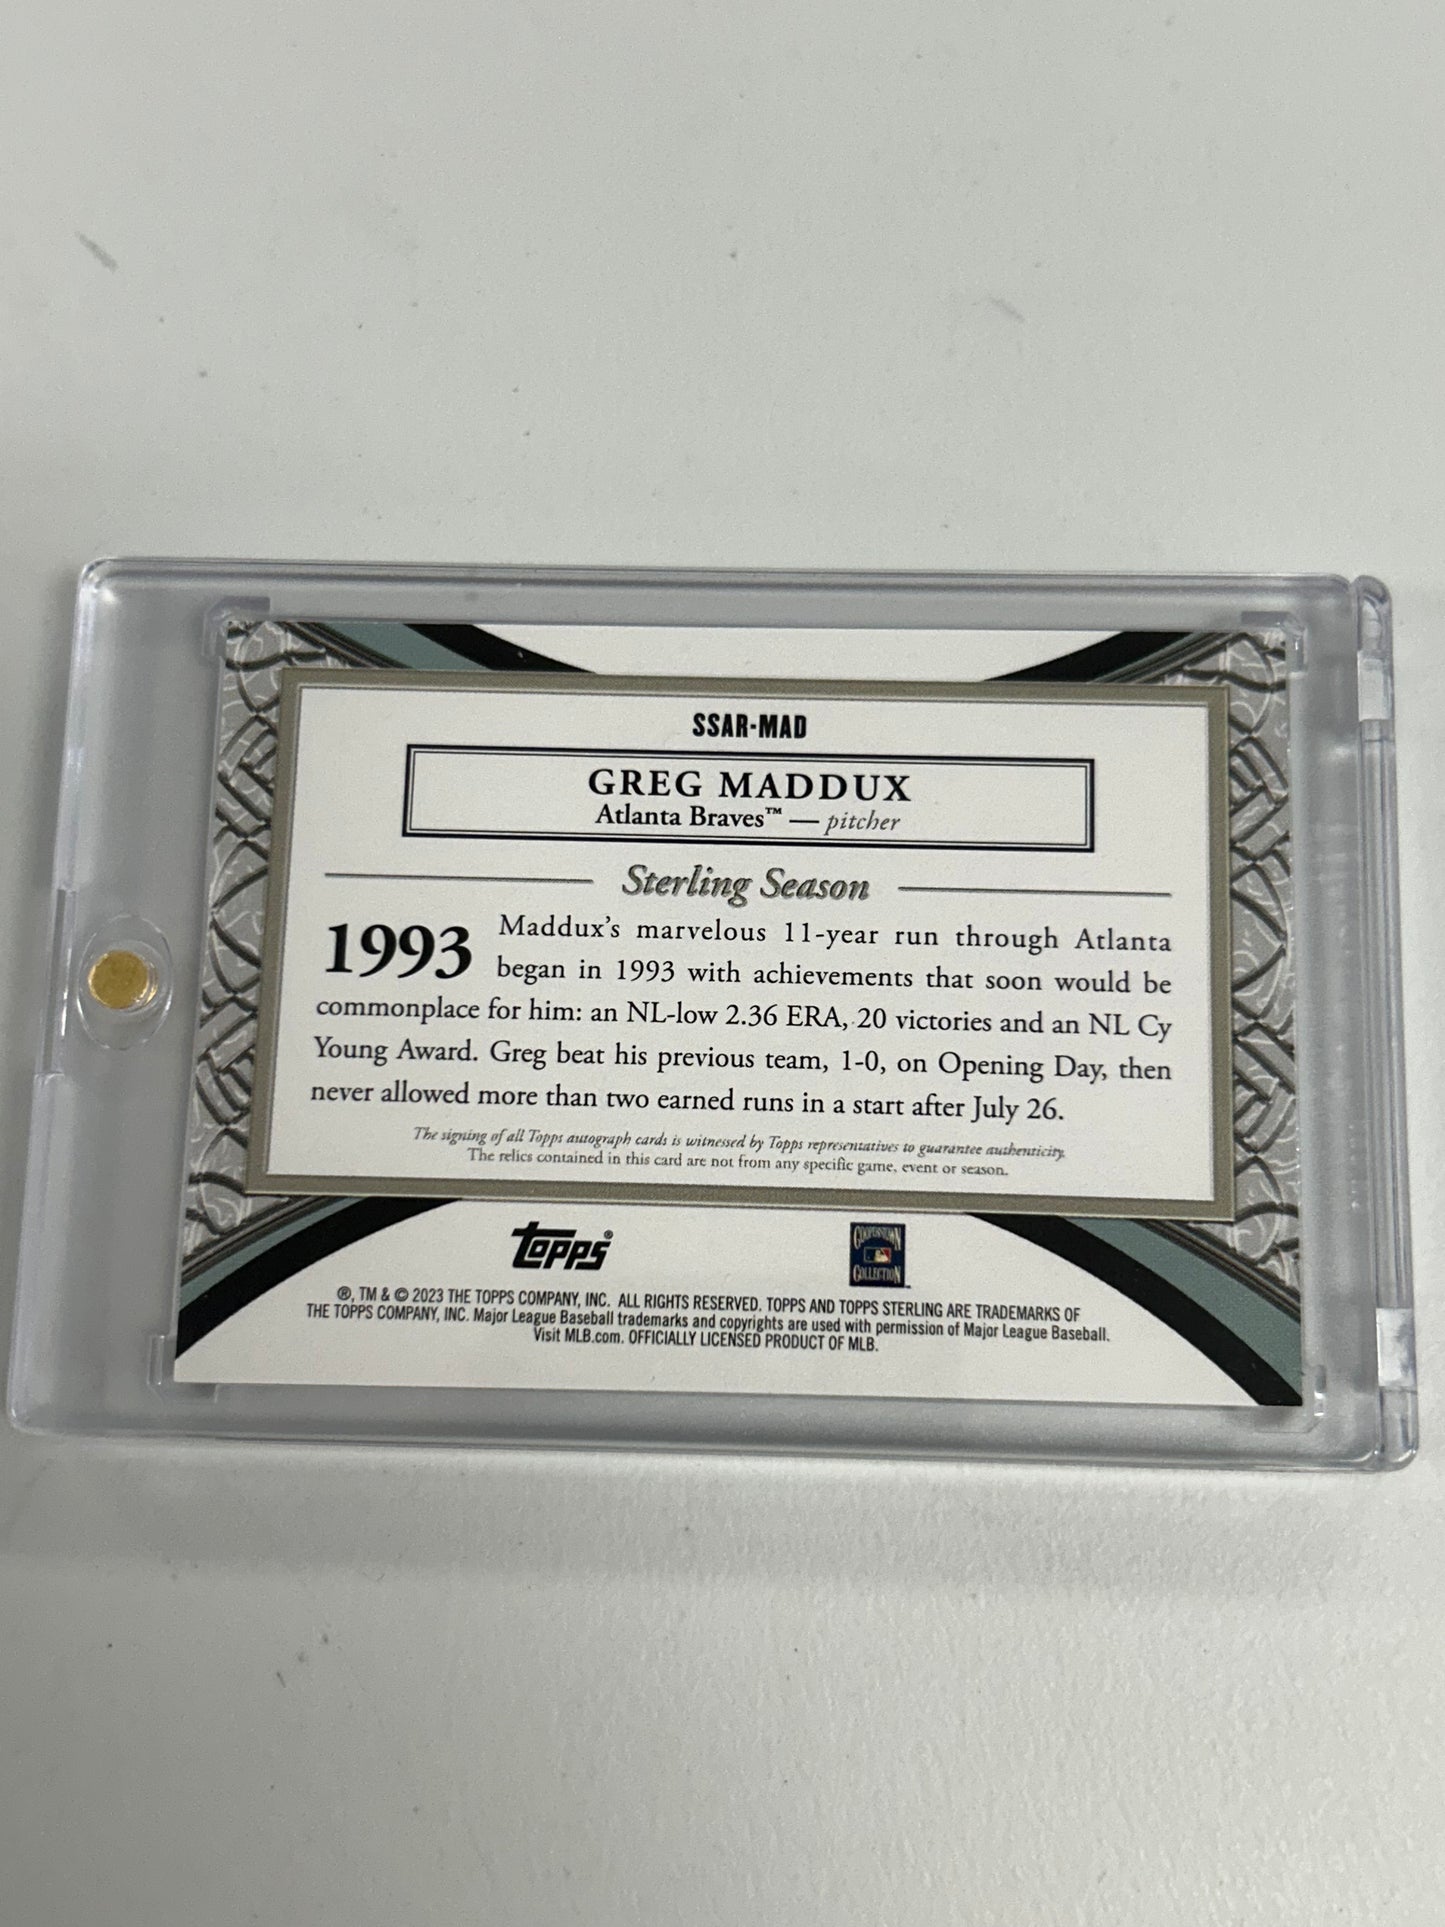 SSAR-MAD
GREG MADDUX
Atlanta Braves™ — pitcher
Sterling Season
1993 Maddux's marvelous 11-year run through Atlanta
began in 1993 with achievements that soon would be
commonplace for him: an NL-low 2.36 ERA, 20 victories and an NL Cy
Young Award. Greg beat his previous team, 1-0, on Opening Day, then
never allowed more than two earned runs in a start after July 26.
The signing of all Topps autograph cards is witnessed by Topps representatives to guarantee authenticity.
The relics contained in this card are not from any specific game, event or season.
topps®
COOPERSTOWN
COLLECTION
®, TM & © 2023 THE TOPPS COMPANY, INC. ALL RIGHTS RESERVED. TOPPS AND TOPPS STERLING ARE TRADEMARKS OF
THE TOPPS COMPANY, INC. Major League Baseball trademarks and copyrights are used with permission of Major League Baseball.
Visit MLB.com. OFFICIALLY LICENSED PRODUCT OF MLB.